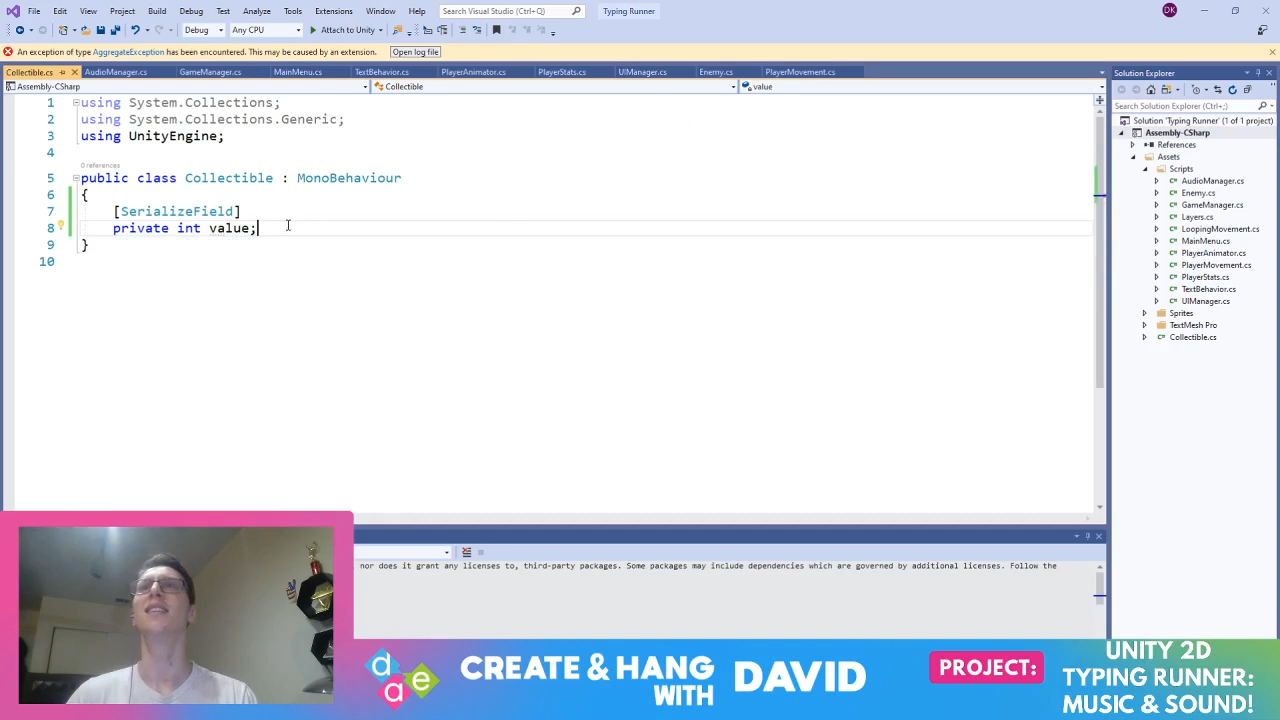 File Edit View Project Build Debug Test Analyze Tools Extensions Window Help Search Visual Studio (Ctrl+Q) Typing Runner DK
Debug Any CPU Attach to Unity
An exception of type AggregateException has been encountered. This may be caused by an extension. Open log file
Collectible.cs AudioManager.cs GameManager.cs MainMenu.cs TextBehavior.cs PlayerAnimator.cs PlayerStats.cs UIManager.cs Enemy.cs PlayerMovement.cs
Assembly-CSharp Collectible value
1 using System.Collections;
2 using System.Collections.Generic;
3 using UnityEngine;
4
0 references
5 public class Collectible : MonoBehaviour
6 {
7 [SerializeField]
8 private int value;
9 }
10
Solution Explorer
Search Solution Explorer (Ctrl+;)
Solution 'Typing Runner' (1 of 1 project)
Assembly-CSharp
References
Assets
Scripts
AudioManager.cs
Enemy.cs
GameManager.cs
Layers.cs
LoopingMovement.cs
MainMenu.cs
PlayerAnimator.cs
PlayerMovement.cs
PlayerStats.cs
TextBehavior.cs
UIManager.cs
Sprites
TextMesh Pro
Collectible.cs
nor does it grant any licenses to, third-party packages. Some packages may include dependencies which are governed by additional licenses. Follow the
dae
CREATE & HANG
WITH
DAVID
PROJECT:
UNITY 2D
TYPING RUNNER:
MUSIC & SOUND!